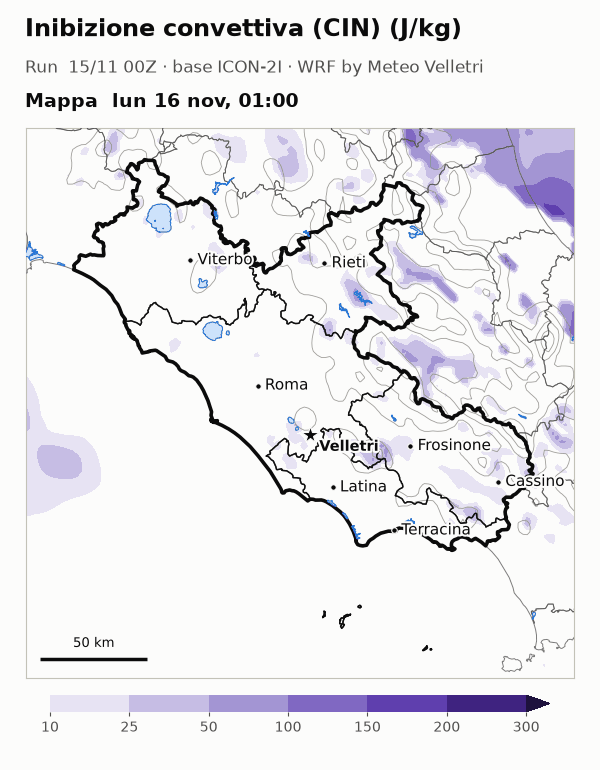 Inibizione convettiva (CIN) (J/kg)
Run  15/11 00Z · base ICON-2I · WRF by Meteo Velletri
Mappa  lun 16 nov, 01:00
Viterbo
Rieti
Roma
Velletri
Frosinone
Latina
Cassino
Terracina
50 km
10 25 50 100 150 200 300